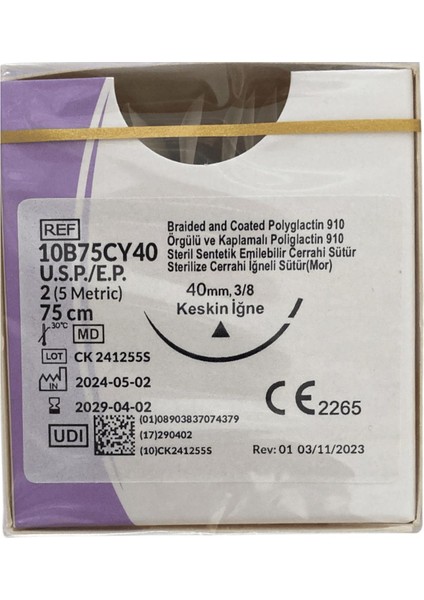 REF
10B75CY40
U.S.P./E.P.
2 (5 Metric)
75 cm
30°C
MD
LOT CK 241255S
2024-05-02
2029-04-02
UDI
(01)08903837074379
(17)290402
(10)CK241255S
Braided and Coated Polyglactin 910
Örgülü ve Kaplamalı Poliglactin 910
Steril Sentetik Emilebilir Cerrahi Sütür
Sterilize Cerrahi İğneli Sütür(Mor)
40mm, 3/8
Keskin İğne
CE 2265
Rev: 01 03/11/2023